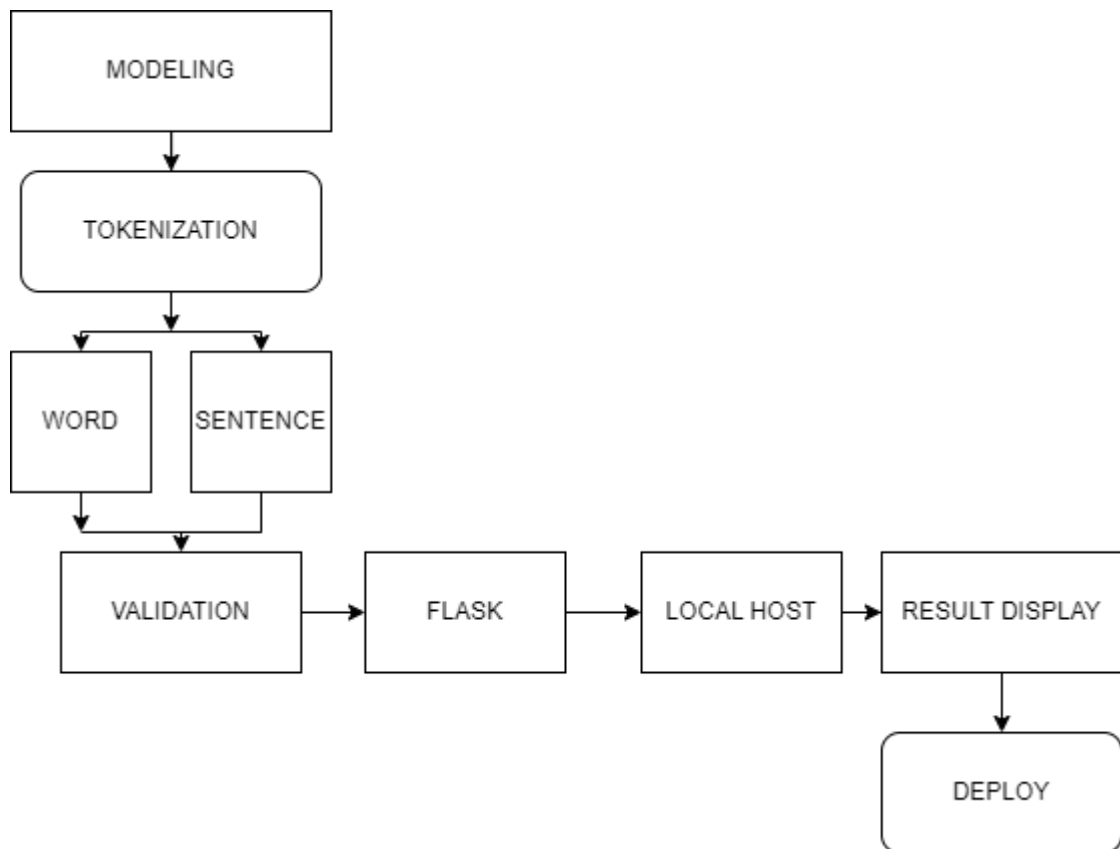 MODELING
TOKENIZATION
WORD
SENTENCE
VALIDATION
FLASK
LOCAL HOST
RESULT DISPLAY
DEPLOY